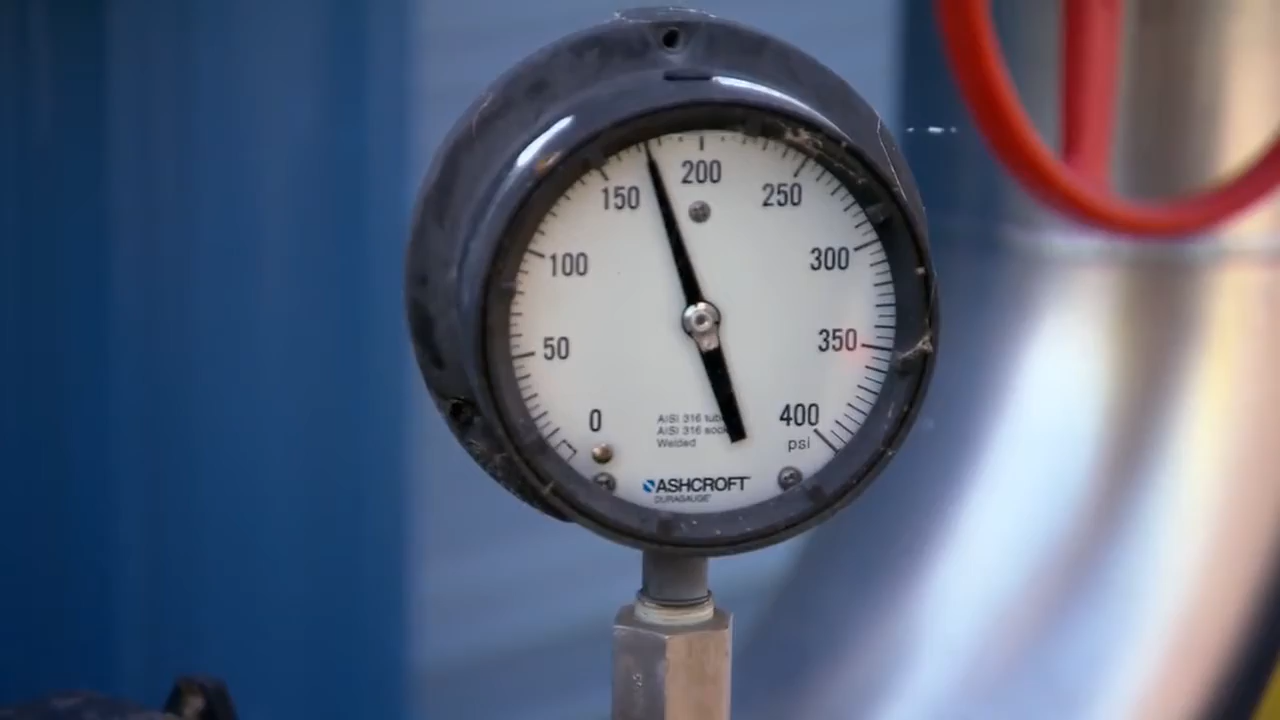 200
150
250
100
300
50
350
0
400
psi
AISI 316
AISI 316
Welded
ASHCROFT
DURAGAUGE